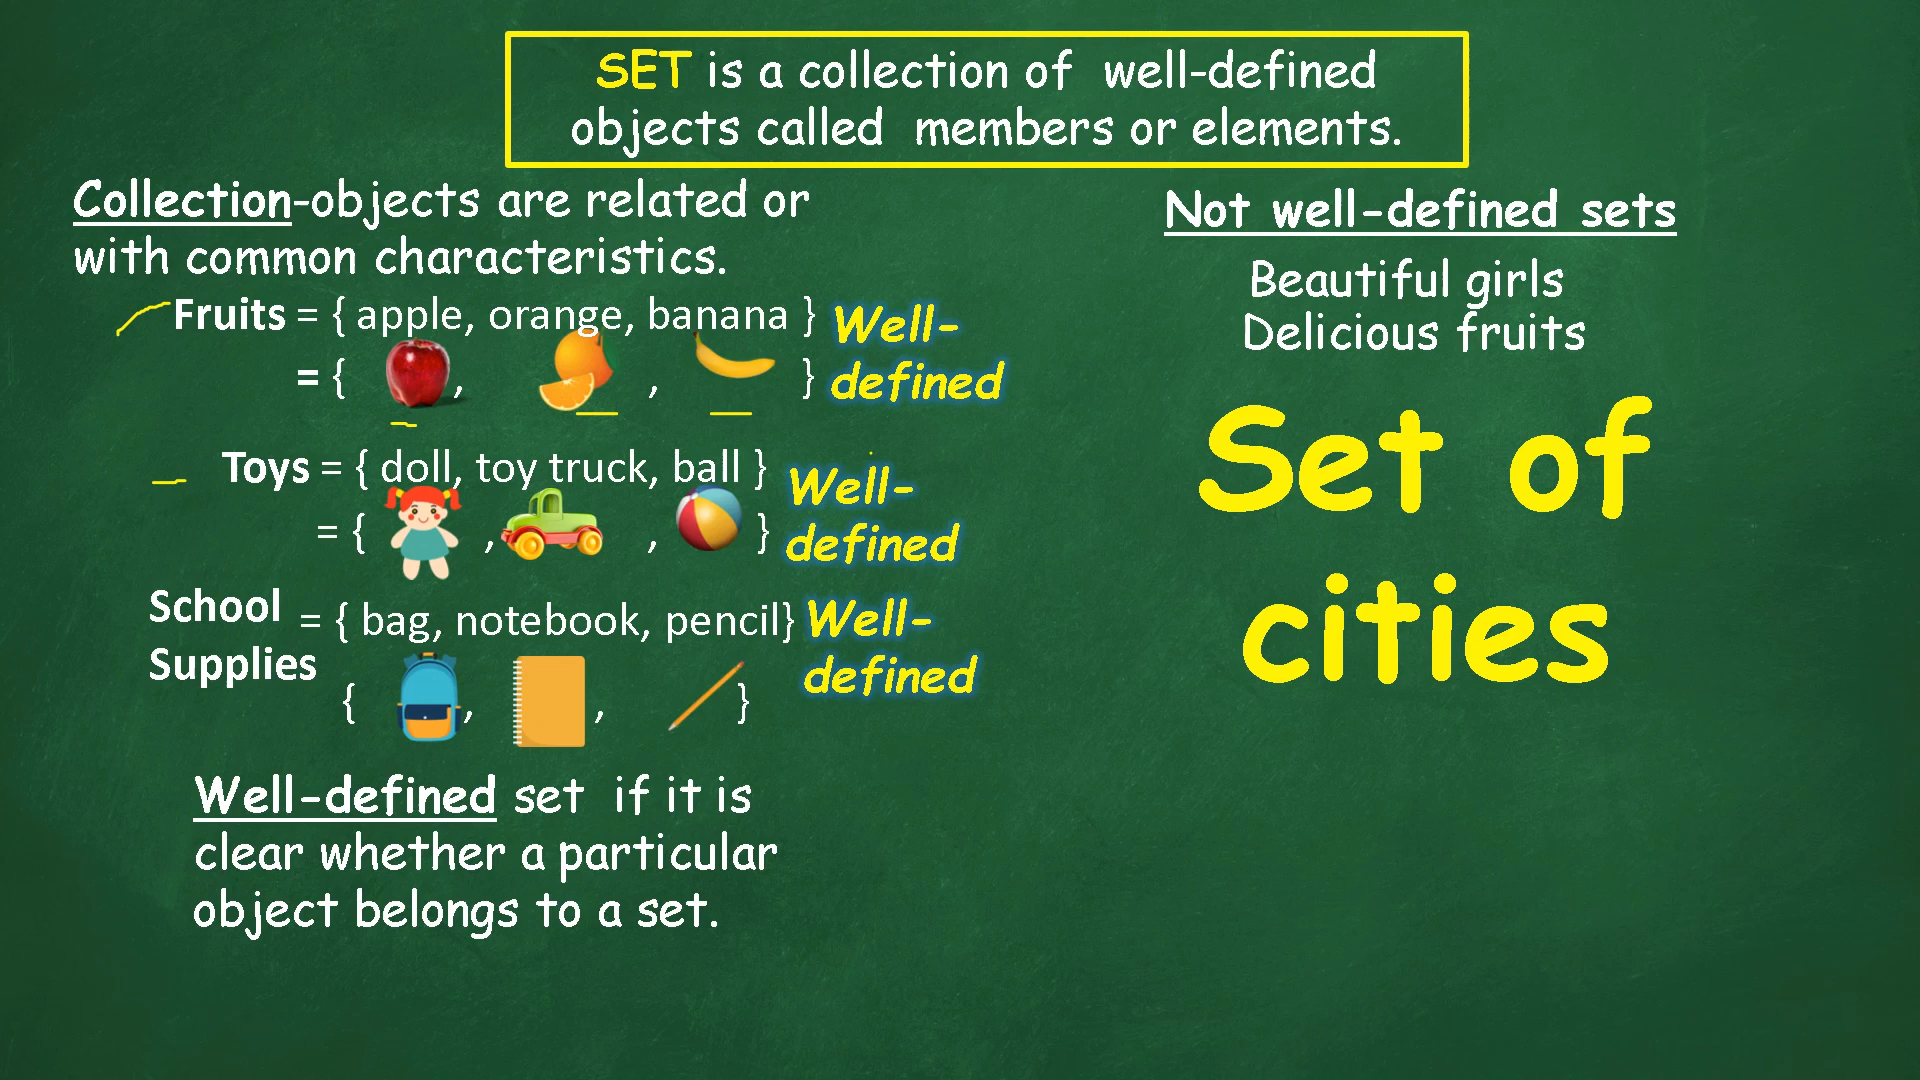 SET is a collection of well-defined
objects called members or elements.
Collection-objects are related or
with common characteristics.
Fruits = { apple, orange, banana }
= { , , }
Well-
defined
Toys = { doll, toy truck, ball }
= { , , }
Well-
defined
School
Supplies
= { bag, notebook, pencil}
{ , , }
Well-
defined
Well-defined set if it is
clear whether a particular
object belongs to a set.
Not well-defined sets
Beautiful girls
Delicious fruits
Set of
cities